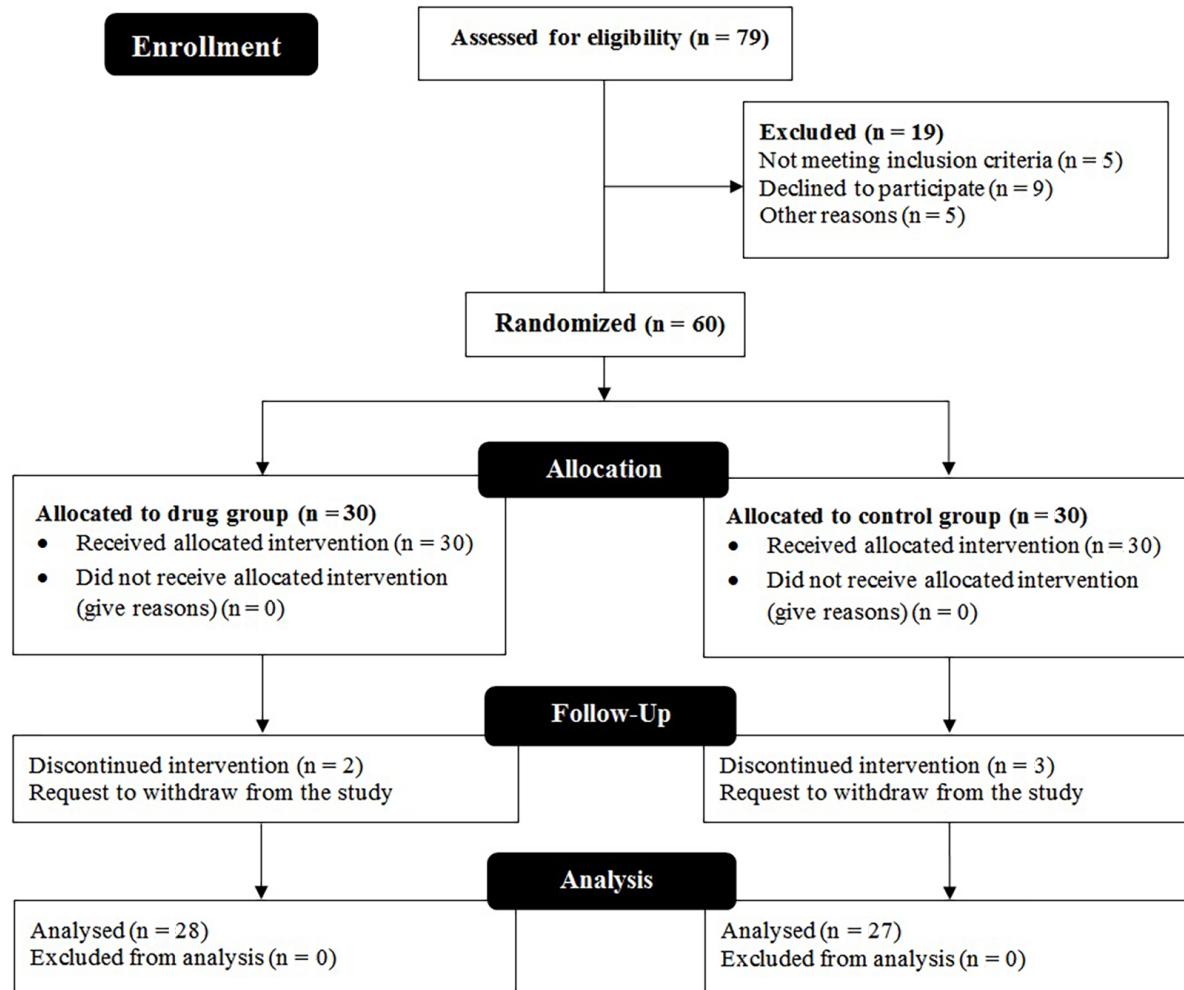 Enrollment
Assessed for eligibility (n = 79)
Excluded (n = 19)
Not meeting inclusion criteria (n = 5)
Declined to participate (n = 9)
Other reasons (n = 5)
Randomized (n = 60)
Allocation
Allocated to drug group (n = 30)
• Received allocated intervention (n = 30)
• Did not receive allocated intervention
(give reasons) (n = 0)
Allocated to control group (n = 30)
• Received allocated intervention (n = 30)
• Did not receive allocated intervention
(give reasons) (n = 0)
Follow-Up
Discontinued intervention (n = 2)
Request to withdraw from the study
Discontinued intervention (n = 3)
Request to withdraw from the study
Analysis
Analysed (n = 28)
Excluded from analysis (n = 0)
Analysed (n = 27)
Excluded from analysis (n = 0)